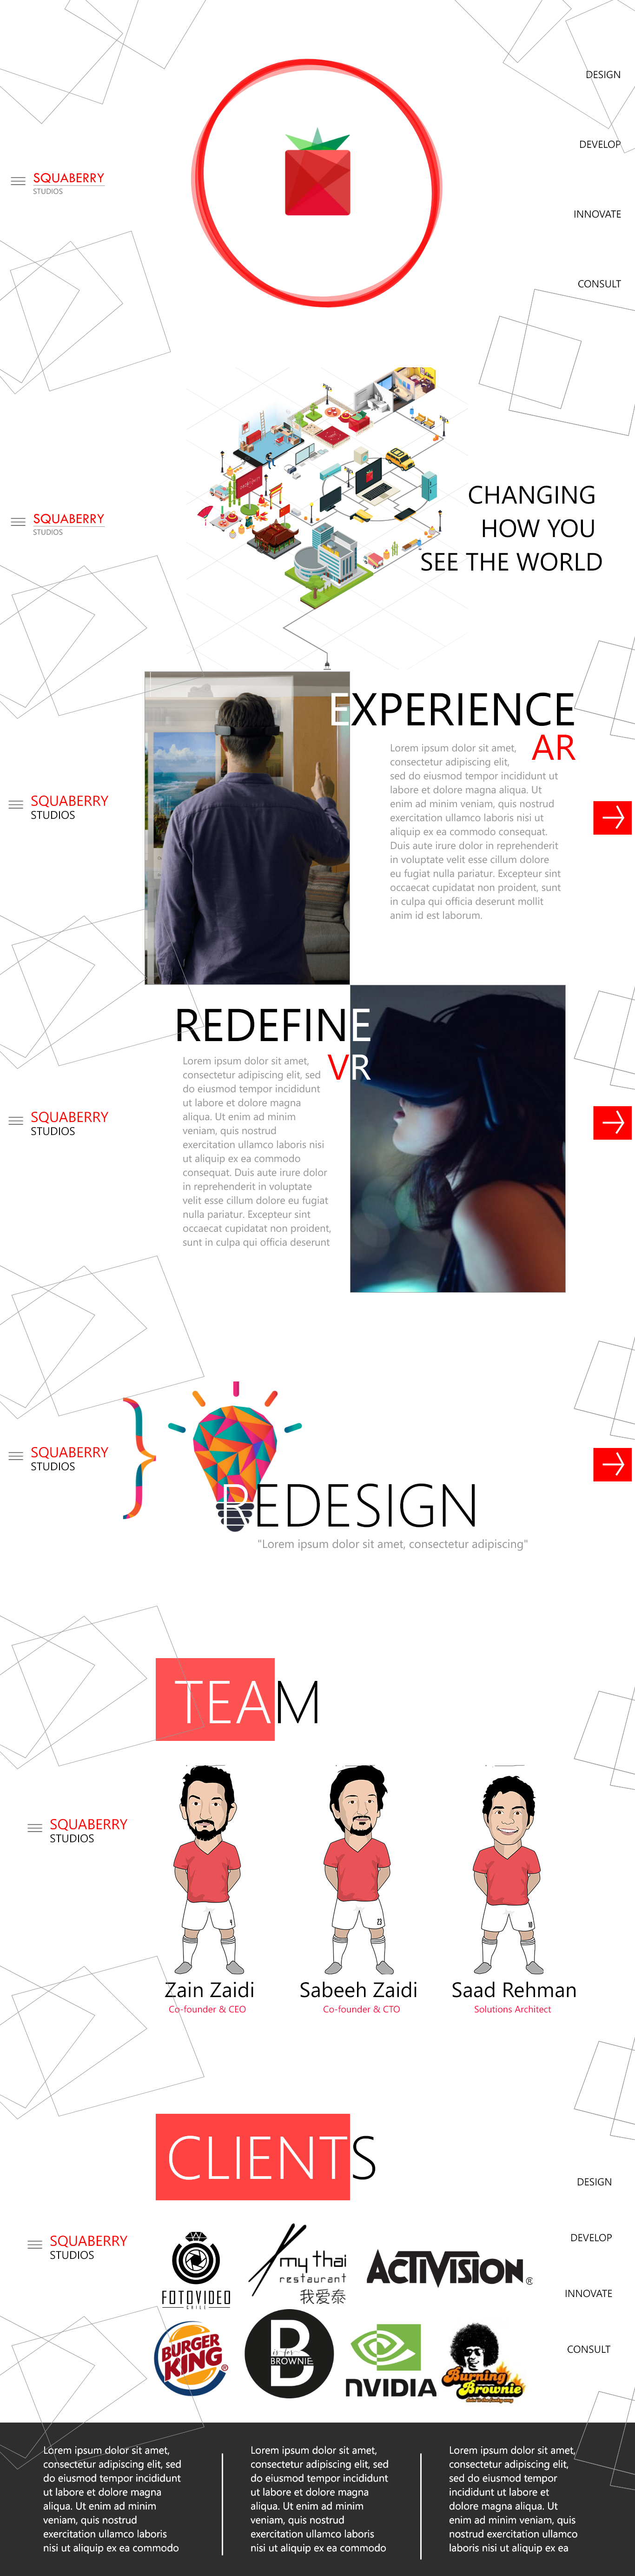 DESIGN
DEVELOP
SQUABERRY
STUDIOS
INNOVATE
CONSULT
CHANGING
HOW YOU
SEE THE WORLD
SQUABERRY
STUDIOS
EXPERIENCE
AR
Lorem ipsum dolor sit amet,
consectetur adipiscing elit,
sed do eiusmod tempor incididunt ut
labore et dolore magna aliqua. Ut
enim ad minim veniam, quis nostrud
exercitation ullamco laboris nisi ut
aliquip ex ea commodo consequat.
Duis aute irure dolor in reprehenderit
in voluptate velit esse cillum dolore
eu fugiat nulla pariatur. Excepteur sint
occaecat cupidatat non proident, sunt
in culpa qui officia deserunt mollit
anim id est laborum.
SQUABERRY
STUDIOS
REDEFINE
VR
Lorem ipsum dolor sit amet,
consectetur adipiscing elit, sed
do eiusmod tempor incididunt
ut labore et dolore magna
aliqua. Ut enim ad minim
veniam, quis nostrud
exercitation ullamco laboris nisi
ut aliquip ex ea commodo
consequat. Duis aute irure dolor
in reprehenderit in voluptate
velit esse cillum dolore eu fugiat
nulla pariatur. Excepteur sint
occaecat cupidatat non proident,
sunt in culpa qui officia deserunt
SQUABERRY
STUDIOS
SQUABERRY
STUDIOS
REDESIGN
"Lorem ipsum dolor sit amet, consectetur adipiscing"
TEAM
SQUABERRY
STUDIOS
23
10
Zain Zaidi
Co-founder & CEO
Sabeeh Zaidi
Co-founder & CTO
Saad Rehman
Solutions Architect
CLIENTS
DESIGN
DEVELOP
INNOVATE
CONSULT
SQUABERRY
STUDIOS
FOTOVIDEO
my thai
restaurant
我爱泰
ACTIVISION®
BURGER
KING®
B
is for
BROWNIE
NVIDIA
Burning
Brownie
Lorem ipsum dolor sit amet,
consectetur adipiscing elit, sed
do eiusmod tempor incididunt
ut labore et dolore magna
aliqua. Ut enim ad minim
veniam, quis nostrud
exercitation ullamco laboris
nisi ut aliquip ex ea commodo
Lorem ipsum dolor sit amet,
consectetur adipiscing elit, sed
do eiusmod tempor incididunt
ut labore et dolore magna
aliqua. Ut enim ad minim
veniam, quis nostrud
exercitation ullamco laboris
nisi ut aliquip ex ea commodo
Lorem ipsum dolor sit amet,
consectetur adipiscing elit,
sed do eiusmod tempor
incididunt ut labore et
dolore magna aliqua. Ut
enim ad minim veniam, quis
nostrud exercitation ullamco
laboris nisi ut aliquip ex ea